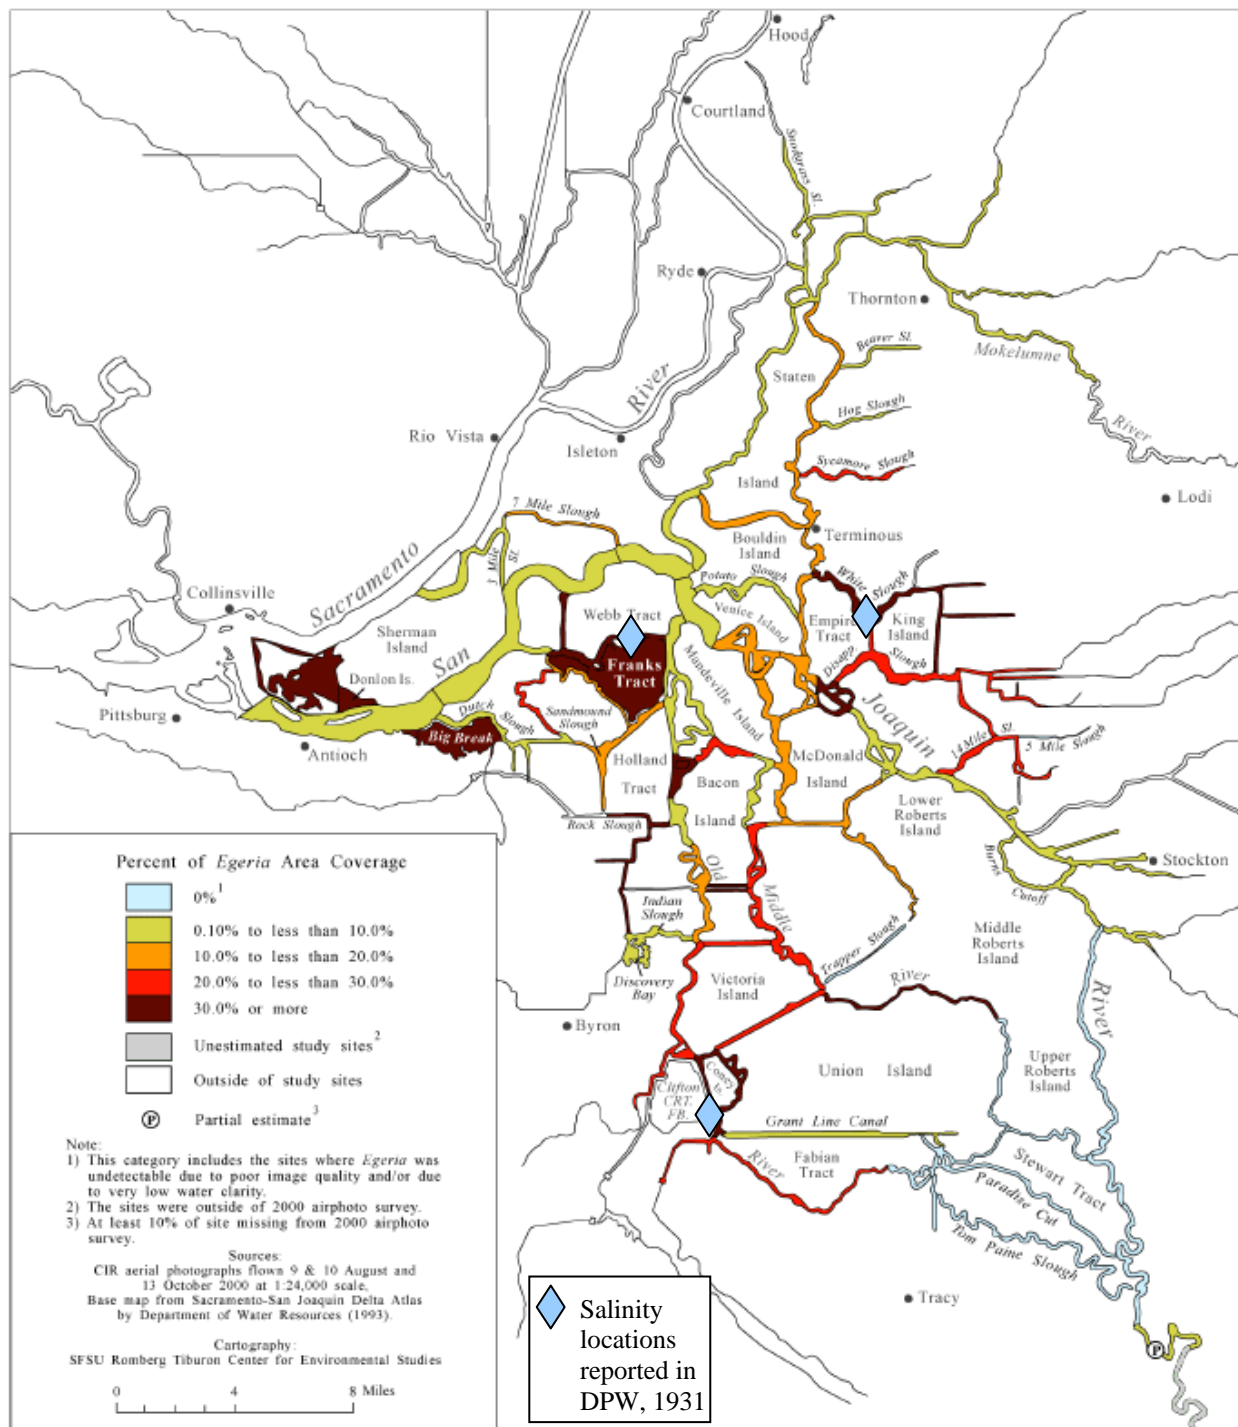 Hood
Courtland
Snodgrass Sl.
Ryde
Thornton
Beaver Sl.
Mokelumne
River
Staten
Island
River
Hog Slough
Rio Vista
Isleton
Sycamore Slough
Lodi
7 Mile Slough
Terminous
Bouldin
Island
3 Mile
Sl.
Sacramento
Potato Slough
White Slough
Collinsville
Webb Tract
Venice Island
Empire
Tract
King
Island
Sherman
Island
San
Franks
Tract
Disapp. Slough
Donlon Is.
Mandeville Island
Joaquin
Pittsburg
Dutch Slough
Sandmound
Slough
Big Break
Antioch
14 Mile Sl.
5 Mile Slough
Holland
Tract
Bacon
Island
McDonald
Island
Lower
Roberts
Island
Rock Slough
Burns
Cutoff
Stockton
Old
Middle
Indian
Slough
Trapper Slough
Middle
Roberts
Island
Discovery
Bay
Victoria
Island
River
River
Byron
Union Island
Upper
Roberts
Island
Coney
Is.
Clifton
CRT.
FB.
Grant Line Canal
River
Fabian
Tract
Stewart Tract
Paradise Cut
Tom Paine Slough
Tracy
P
Percent of Egeria Area Coverage
0%1
0.10% to less than 10.0%
10.0% to less than 20.0%
20.0% to less than 30.0%
30.0% or more
Unestimated study sites2
Outside of study sites
P Partial estimate3
Note:
1) This category includes the sites where Egeria was
undetectable due to poor image quality and/or due
to very low water clarity.
2) The sites were outside of 2000 airphoto survey.
3) At least 10% of site missing from 2000 airphoto
survey.
Sources:
CIR aerial photographs flown 9 & 10 August and
13 October 2000 at 1:24,000 scale,
Base map from Sacramento-San Joaquin Delta Atlas
by Department of Water Resources (1993).
Cartography:
SFSU Romberg Tiburon Center for Environmental Studies
0 4 8 Miles
Salinity
locations
reported in
DPW, 1931